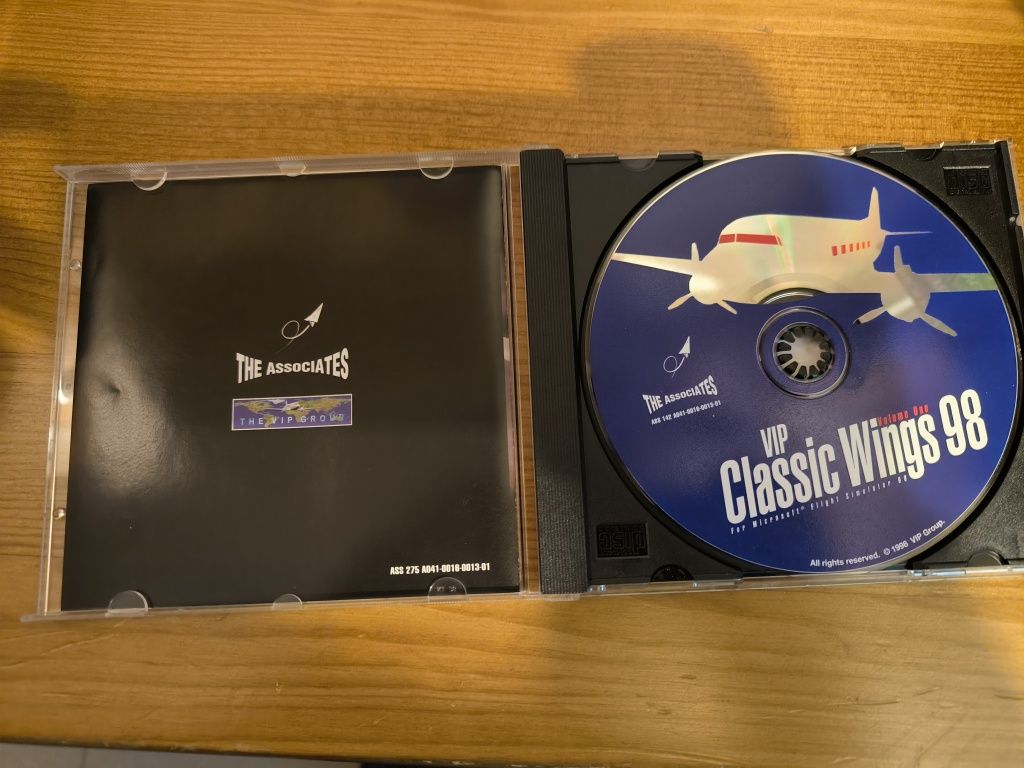 THE ASSOCIATES
THE VIP GROUP
ASS 275 A041-0016-0013-01
THE ASSOCIATES
ASS 142 A041-0016-0015-01
VIP
Volume One
Classic Wings 98
For Microsoft® Flight Simulator 98
All rights reserved. © 1998 VIP Group.